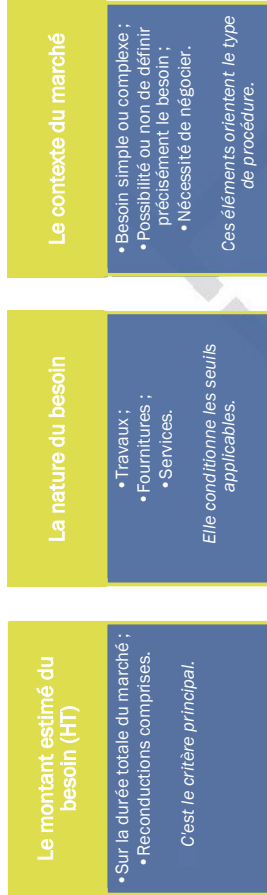 Le montant estimé du
besoin (HT)
• Sur la durée totale du marché ;
• Reconductions comprises.
C'est le critère principal.
La nature du besoin
• Travaux ;
• Fournitures ;
• Services.
Elle conditionne les seuils
applicables.
Le contexte du marché
• Besoin simple ou complexe ;
• Possibilité ou non de définir
précisément le besoin ;
• Nécessité de négocier.
Ces éléments orientent le type
de procédure.